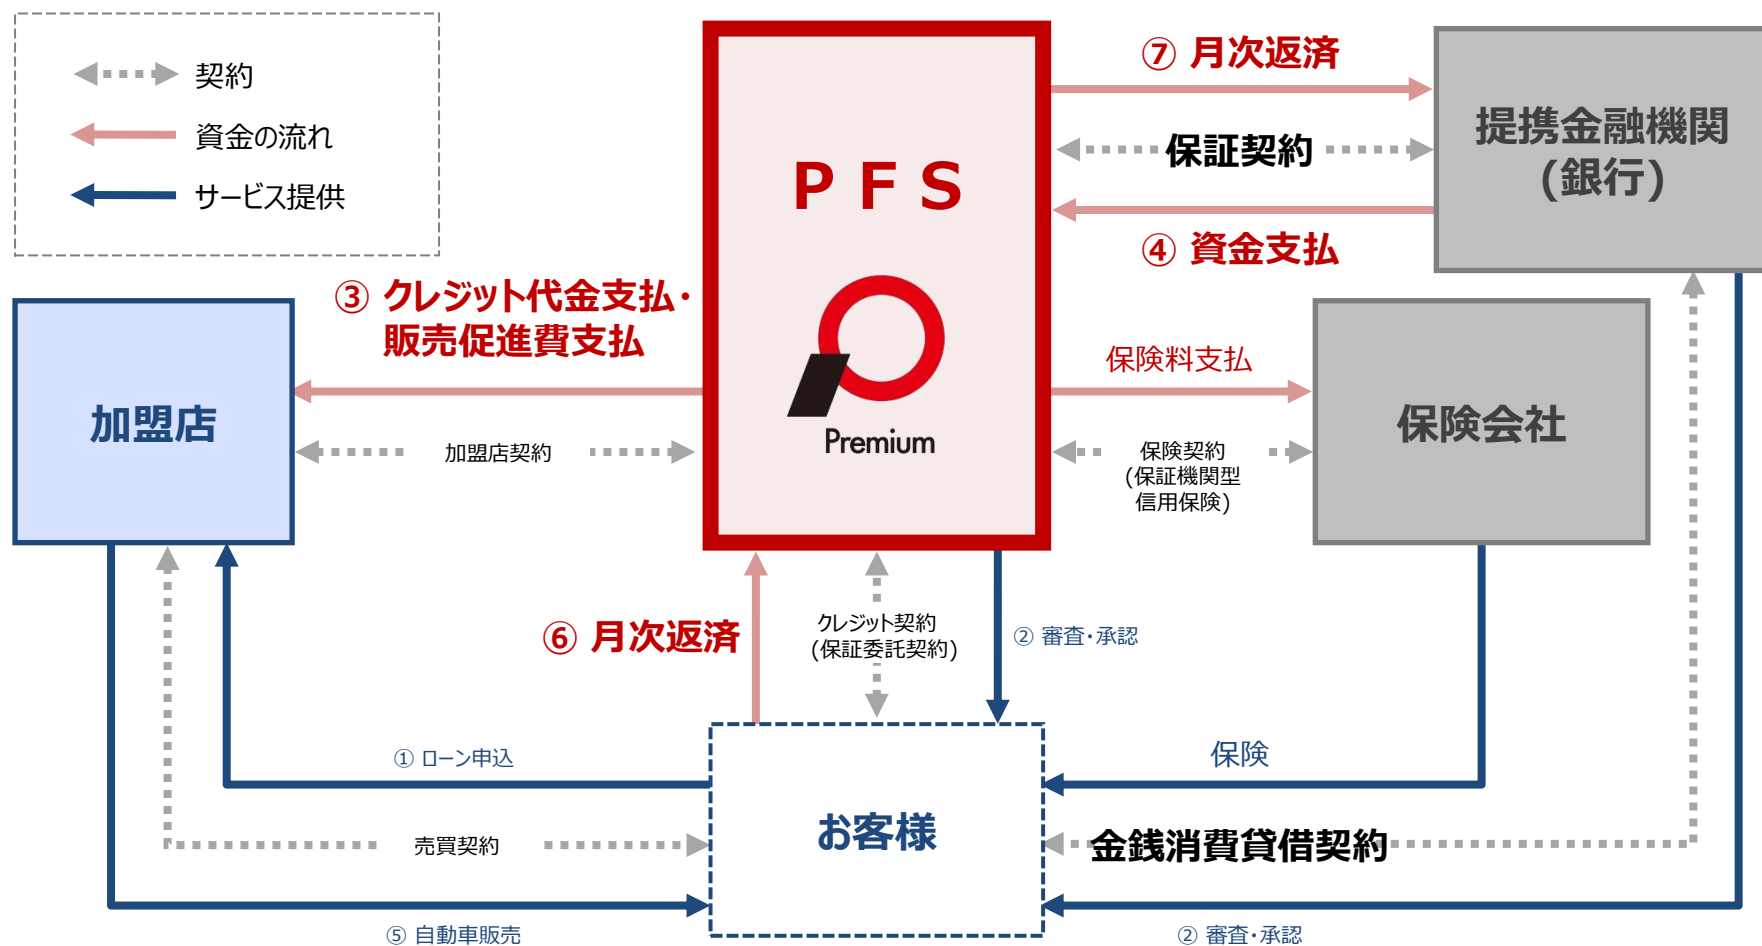 契約
資金の流れ
サービス提供
PFS
Premium
⑦ 月次返済
保証契約
④ 資金支払
提携金融機関
(銀行)
③ クレジット代金支払・
販売促進費支払
加盟店
加盟店契約
保険料支払
保険契約
(保証機関型
信用保険)
保険会社
⑥ 月次返済
クレジット契約
(保証委託契約)
② 審査・承認
① ローン申込
保険
お客様
売買契約
金銭消費貸借契約
⑤ 自動車販売
② 審査・承認